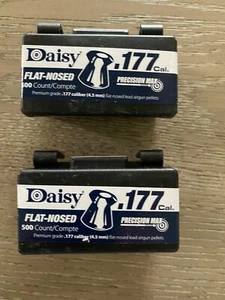 Daisy .177 Cal.
FLAT-NOSED PRECISION MAX
500 Count/Compte
Premium grade .177 caliber (4.5 mm) flat-nosed lead airgun pellets
Daisy .177 Cal.
FLAT-NOSED PRECISION MAX
500 Count/Compte
Premium grade .177 caliber (4.5 mm) flat-nosed lead airgun pellets